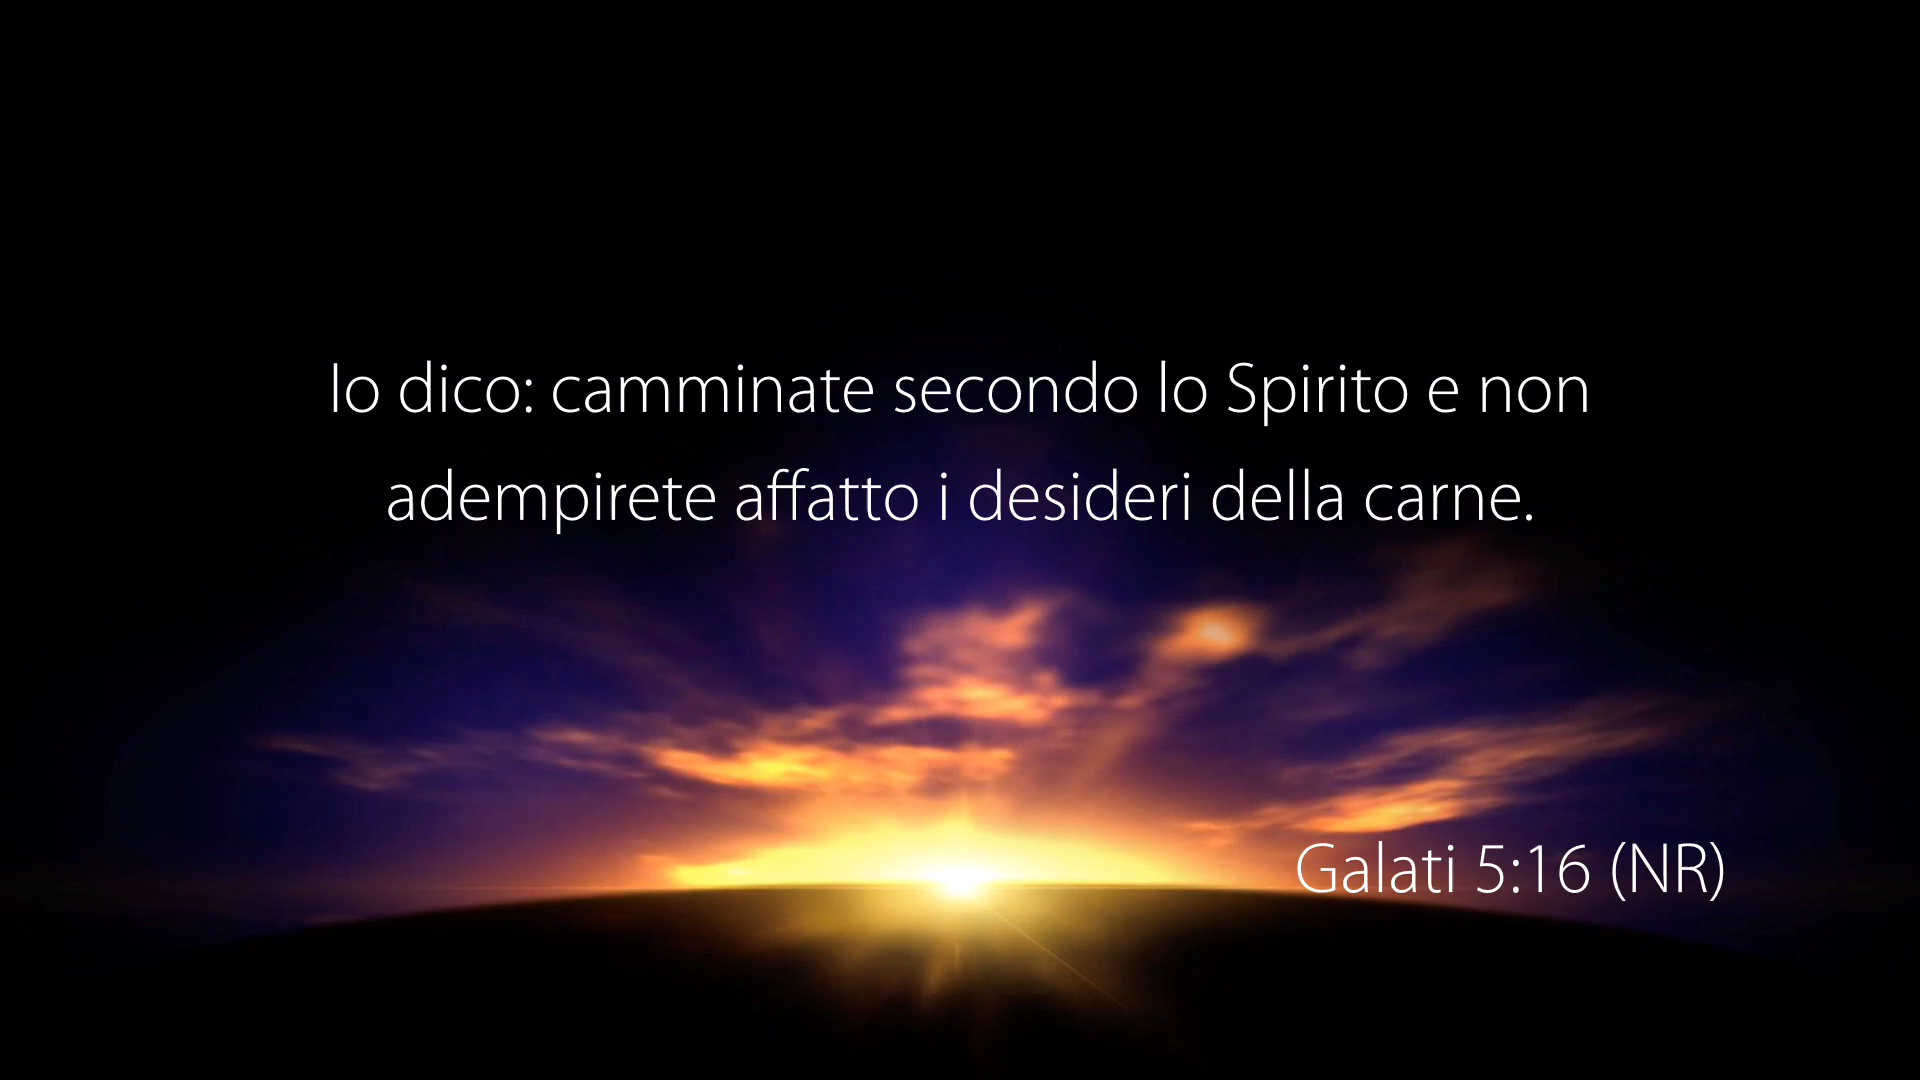 Io dico: camminate secondo lo Spirito e non
adempirete affatto i desideri della carne.
Galati 5:16 (NR)